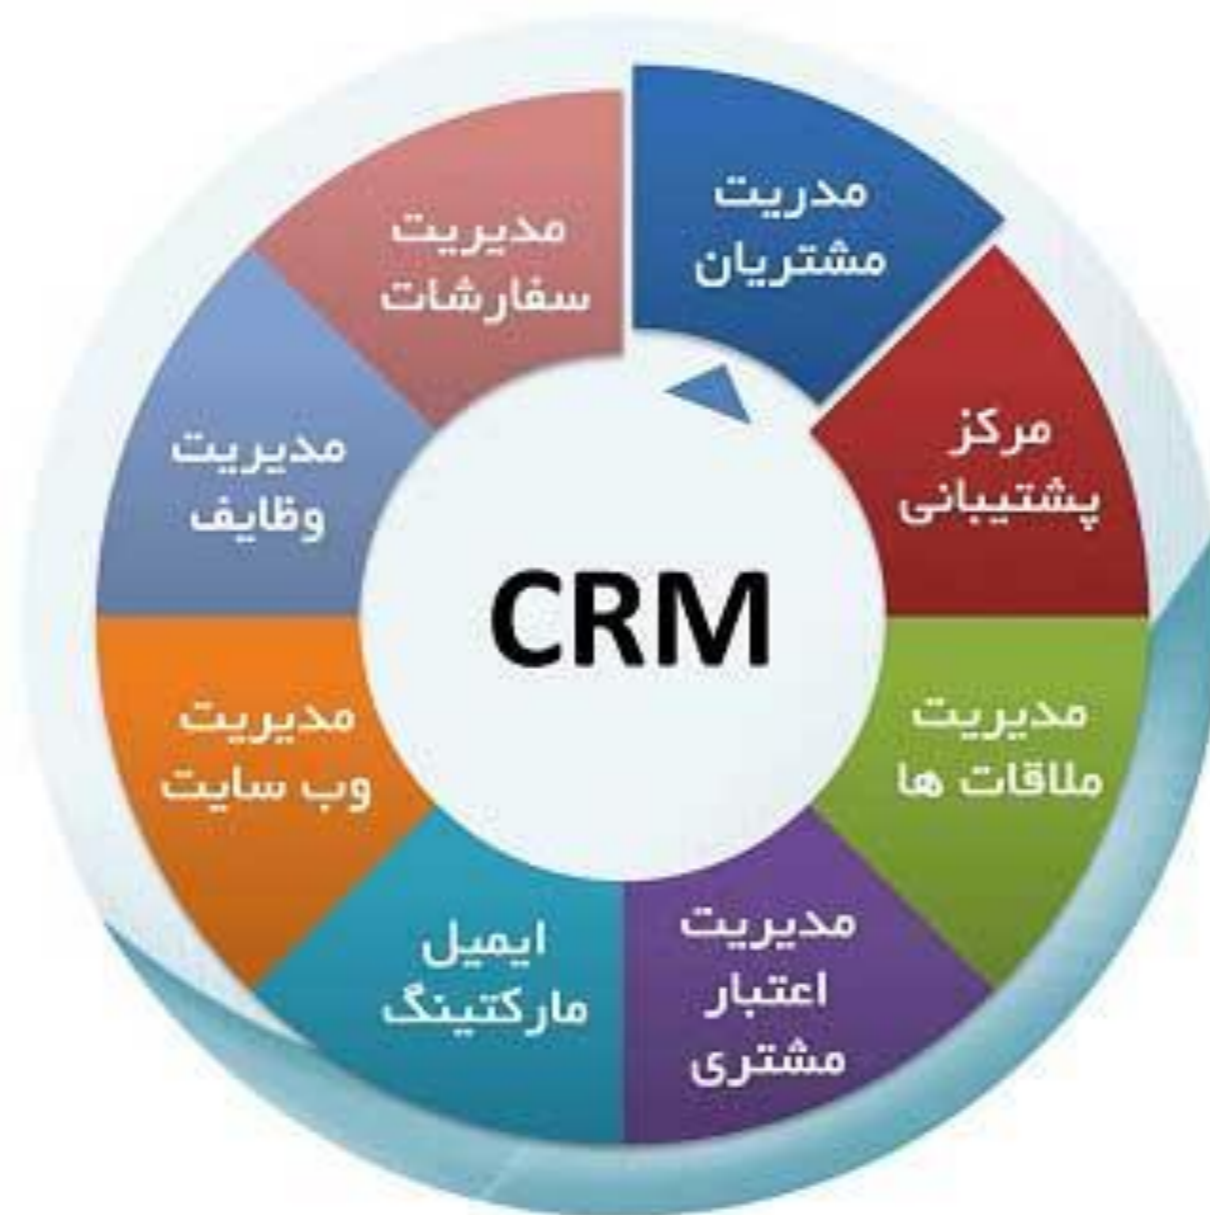 مدریت
مشتریان
مرکز
پشتیبانی
مدیریت
ملاقات ها
مدیریت
اعتبار
مشتری
ایمیل
مارکتینگ
مدیریت
وب سایت
مدیریت
وظایف
مدیریت
سفارشات
CRM